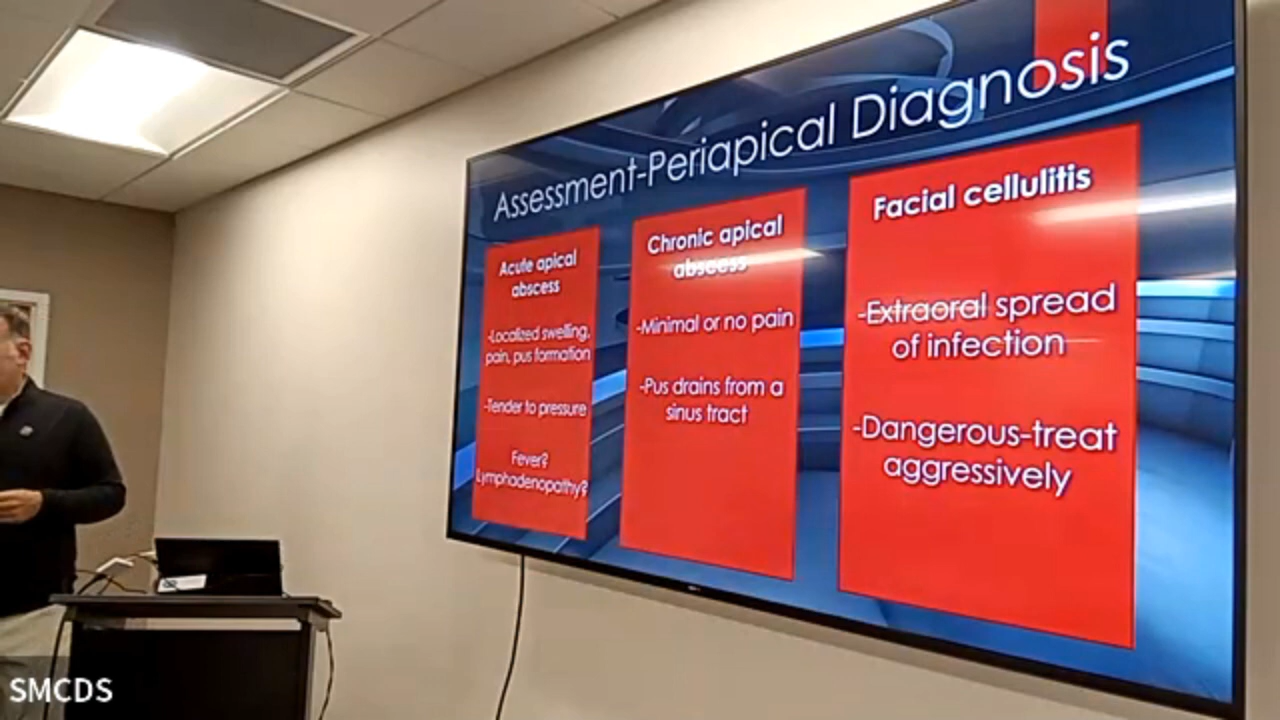 Assessment-Periapical Diagnosis
Acute apical
abscess
-Localized swelling,
pain, pus formation
-Tender to pressure
Fever?
Lymphadenopathy?
Chronic apical
abscess
-Minimal or no pain
-Pus drains from a
sinus tract
Facial cellulitis
-Extraoral spread
of infection
-Dangerous-treat
aggressively
SMCDS